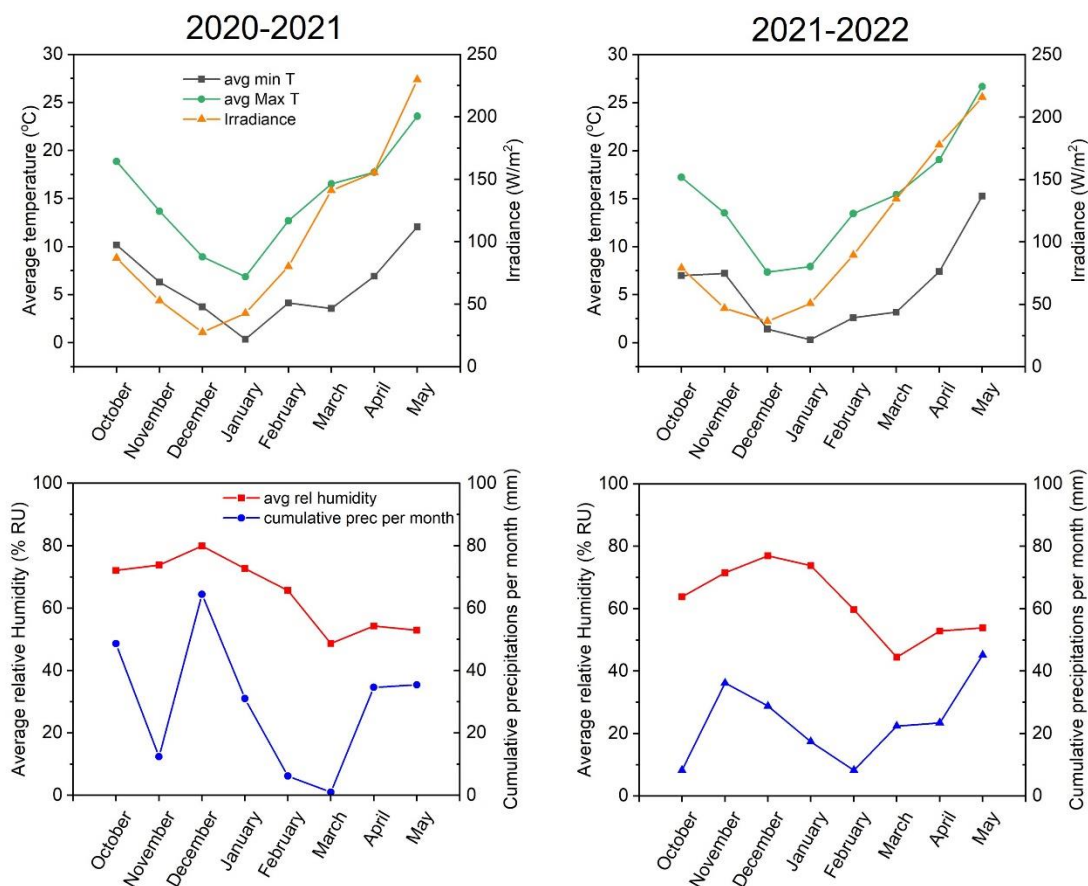 2020-2021
2021-2022
30
25
20
15
10
5
0
Average temperature (°C)
avg min T
avg Max T
Irradiance
250
200
150
100
50
0
Irradiance (W/m²)
October
November
December
January
February
March
April
May
30
25
20
15
10
5
0
Average temperature (°C)
250
200
150
100
50
0
Irradiance (W/m²)
October
November
December
January
February
March
April
May
100
80
60
40
20
0
Average relative Humidity (% RU)
avg rel humidity
cumulative prec per month
100
80
60
40
20
0
Cumulative precipitations per month (mm)
October
November
December
January
February
March
April
May
100
80
60
40
20
0
Average relative Humidity (% RU)
100
80
60
40
20
0
Cumulative precipitations per month (mm)
October
November
December
January
February
March
April
May